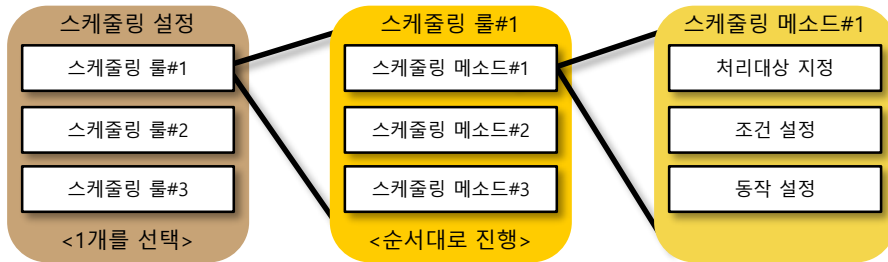 스케줄링 설정
스케줄링 룰#1
스케줄링 룰#2
스케줄링 룰#3
<1개를 선택>
스케줄링 룰#1
스케줄링 메소드#1
스케줄링 메소드#2
스케줄링 메소드#3
<순서대로 진행>
스케줄링 메소드#1
처리대상 지정
조건 설정
동작 설정